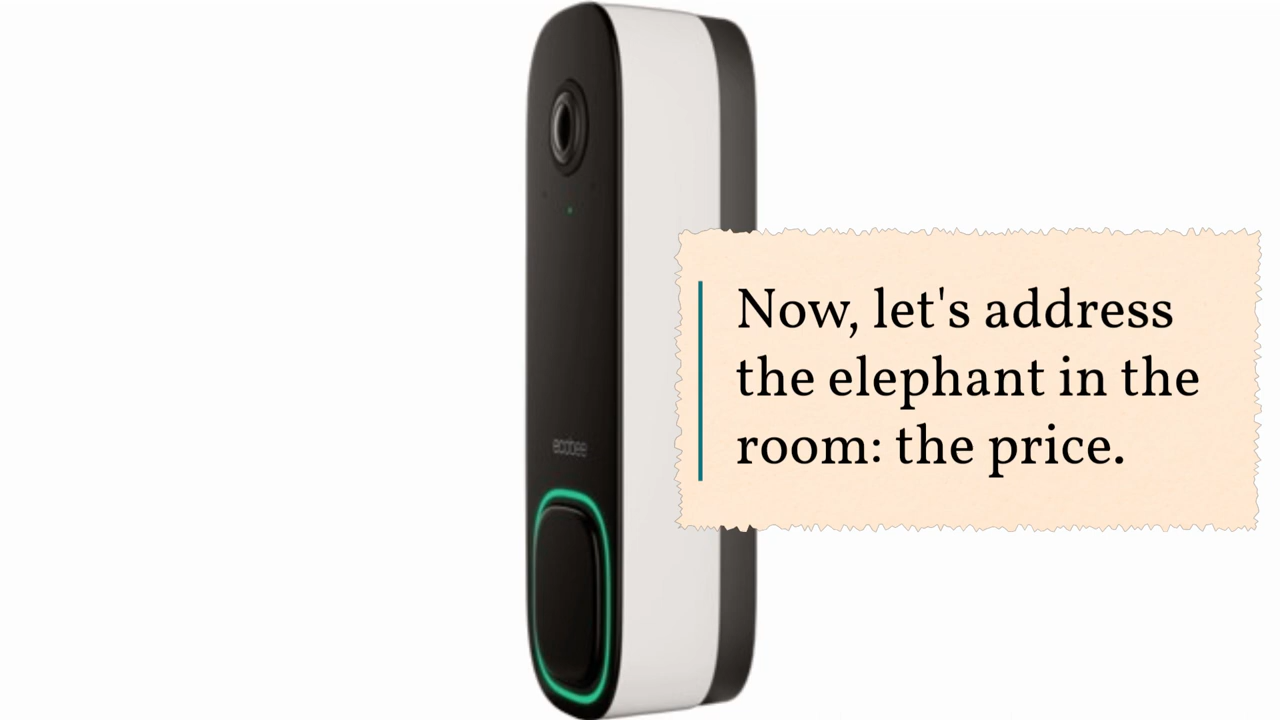 ecobee
Now, let's address
the elephant in the
room: the price.